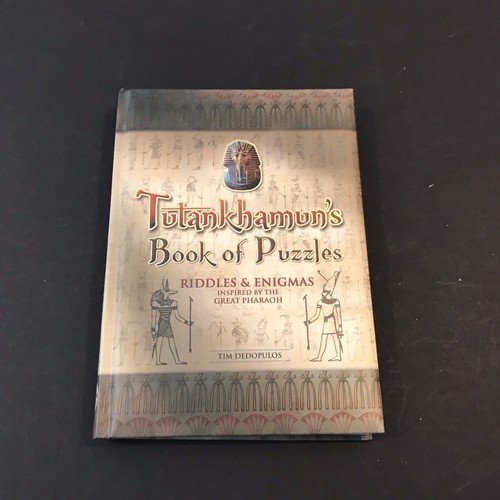 Tutankhamun's
Book of Puzzles
RIDDLES & ENIGMAS
INSPIRED BY THE
GREAT PHARAOH
TIM DEDOPULOS